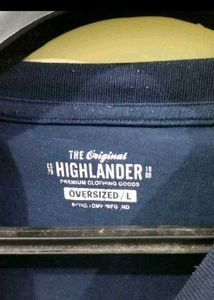 THE Original
HIGHLANDER
PREMIUM CLOTHING GOODS
OVERSIZED / L